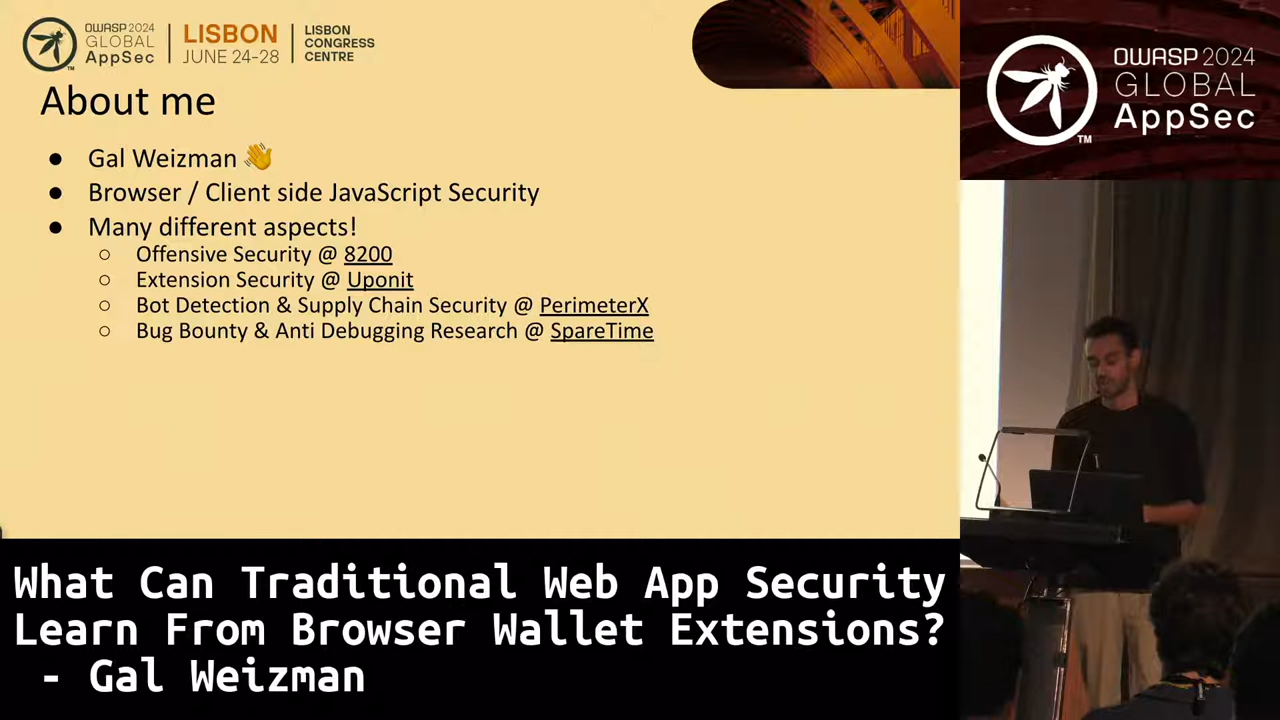 OWASP 2024
GLOBAL
AppSec
LISBON
JUNE 24-28
LISBON
CONGRESS
CENTRE
OWASP 2024
GLOBAL
AppSec
TM
About me
● Gal Weizman 👋
● Browser / Client side JavaScript Security
● Many different aspects!
○ Offensive Security @ 8200
○ Extension Security @ Uponit
○ Bot Detection & Supply Chain Security @ PerimeterX
○ Bug Bounty & Anti Debugging Research @ SpareTime
What Can Traditional Web App Security
Learn From Browser Wallet Extensions?
- Gal Weizman